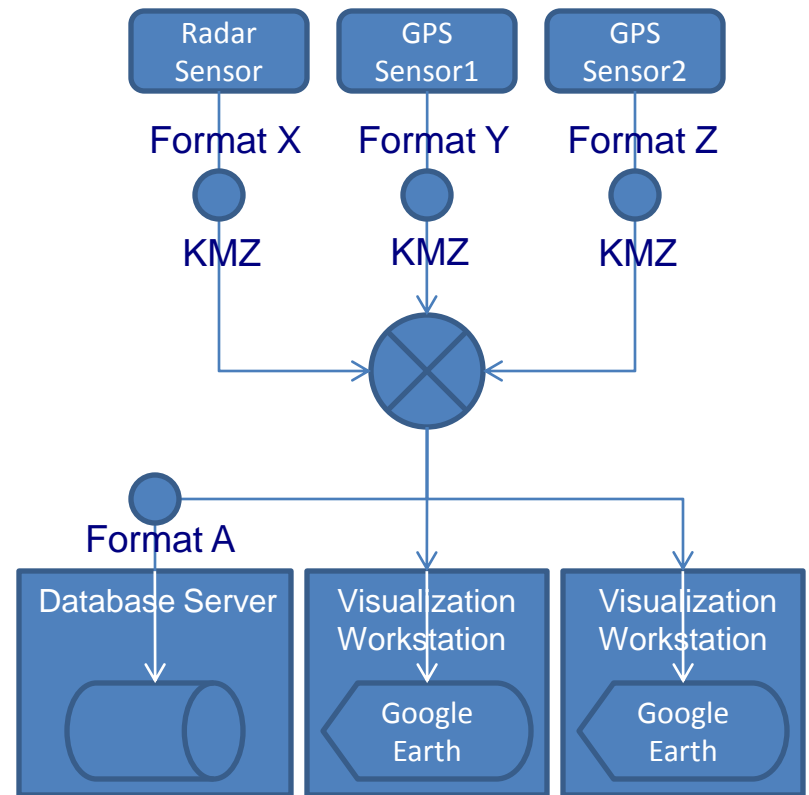 Radar
Sensor
GPS
Sensor1
GPS
Sensor2
Format X
Format Y
Format Z
KMZ
KMZ
KMZ
Format A
Database Server
Visualization
Workstation
Visualization
Workstation
Google
Earth
Google
Earth